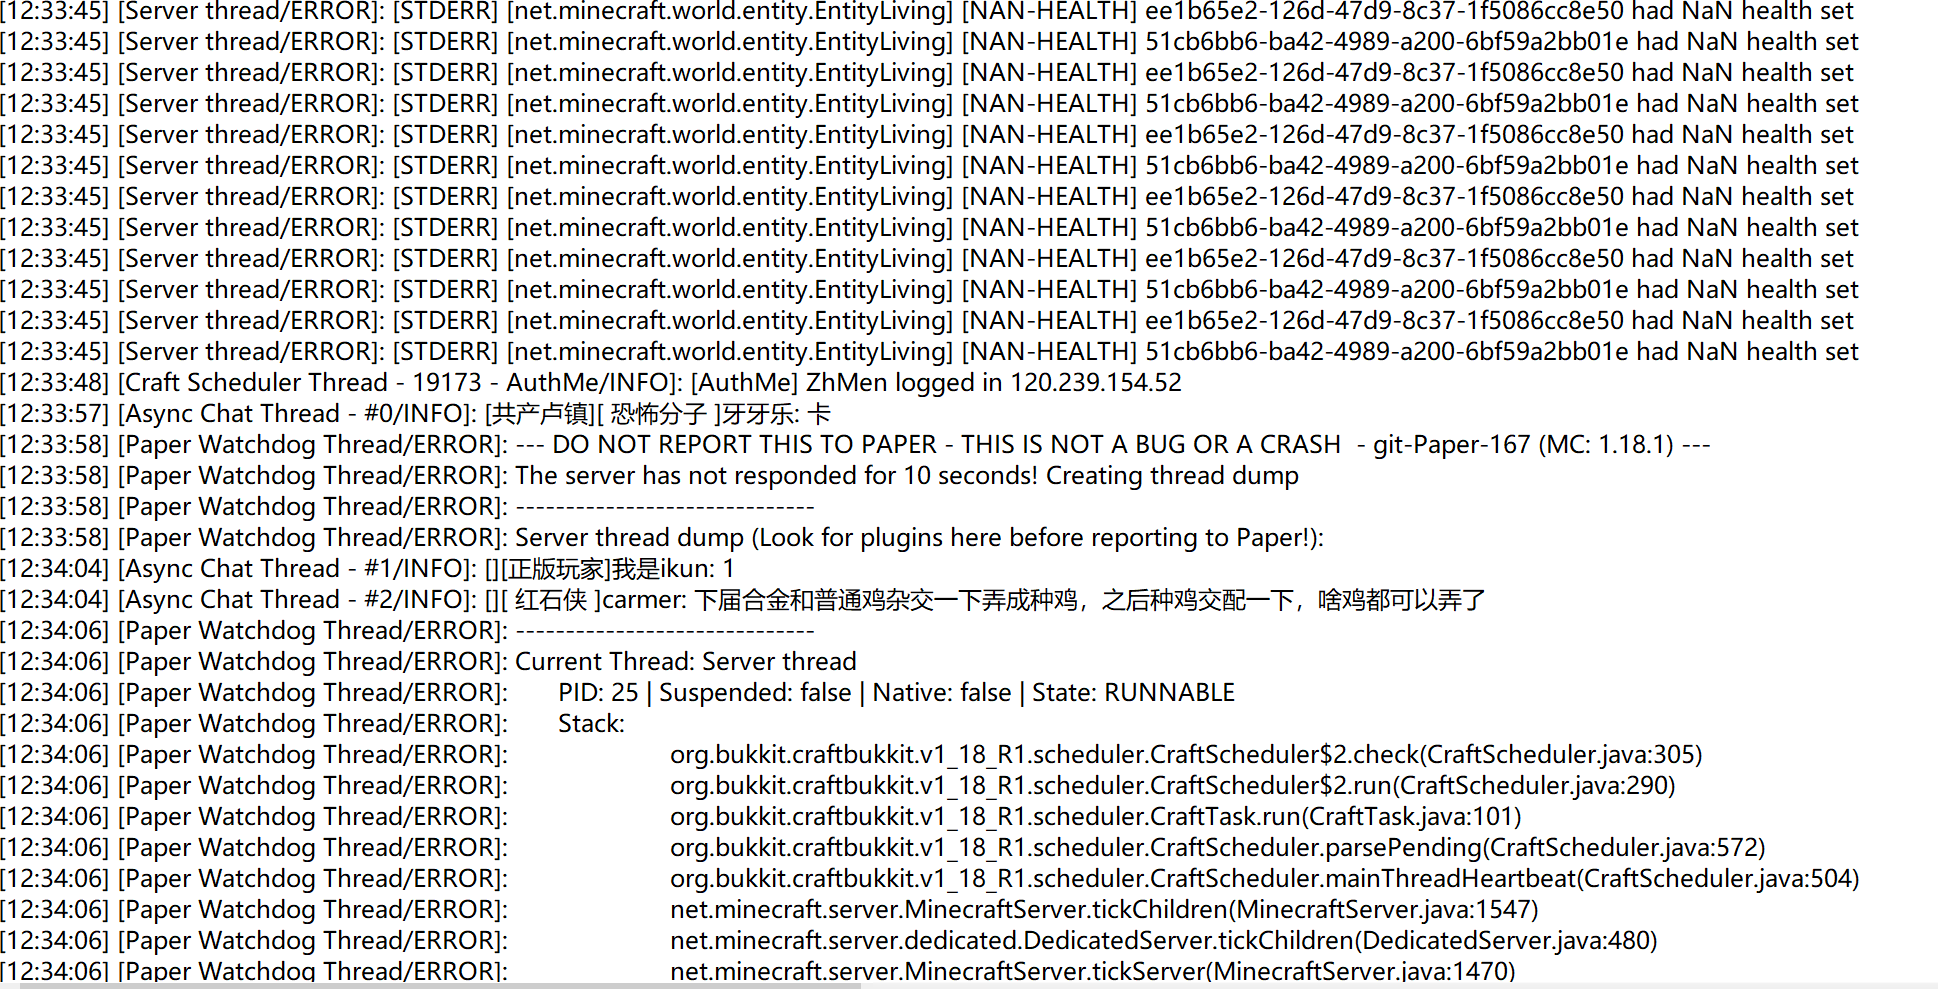 [12:33:45] [Server thread/ERROR]: [STDERR] [net.minecraft.world.entity.EntityLiving] [NAN-HEALTH] ee1b65e2-126d-47d9-8c37-1f5086cc8e50 had NaN health set
[12:33:45] [Server thread/ERROR]: [STDERR] [net.minecraft.world.entity.EntityLiving] [NAN-HEALTH] 51cb6bb6-ba42-4989-a200-6bf59a2bb01e had NaN health set
[12:33:45] [Server thread/ERROR]: [STDERR] [net.minecraft.world.entity.EntityLiving] [NAN-HEALTH] ee1b65e2-126d-47d9-8c37-1f5086cc8e50 had NaN health set
[12:33:45] [Server thread/ERROR]: [STDERR] [net.minecraft.world.entity.EntityLiving] [NAN-HEALTH] 51cb6bb6-ba42-4989-a200-6bf59a2bb01e had NaN health set
[12:33:45] [Server thread/ERROR]: [STDERR] [net.minecraft.world.entity.EntityLiving] [NAN-HEALTH] ee1b65e2-126d-47d9-8c37-1f5086cc8e50 had NaN health set
[12:33:45] [Server thread/ERROR]: [STDERR] [net.minecraft.world.entity.EntityLiving] [NAN-HEALTH] 51cb6bb6-ba42-4989-a200-6bf59a2bb01e had NaN health set
[12:33:45] [Server thread/ERROR]: [STDERR] [net.minecraft.world.entity.EntityLiving] [NAN-HEALTH] ee1b65e2-126d-47d9-8c37-1f5086cc8e50 had NaN health set
[12:33:45] [Server thread/ERROR]: [STDERR] [net.minecraft.world.entity.EntityLiving] [NAN-HEALTH] 51cb6bb6-ba42-4989-a200-6bf59a2bb01e had NaN health set
[12:33:45] [Server thread/ERROR]: [STDERR] [net.minecraft.world.entity.EntityLiving] [NAN-HEALTH] ee1b65e2-126d-47d9-8c37-1f5086cc8e50 had NaN health set
[12:33:45] [Server thread/ERROR]: [STDERR] [net.minecraft.world.entity.EntityLiving] [NAN-HEALTH] 51cb6bb6-ba42-4989-a200-6bf59a2bb01e had NaN health set
[12:33:45] [Server thread/ERROR]: [STDERR] [net.minecraft.world.entity.EntityLiving] [NAN-HEALTH] ee1b65e2-126d-47d9-8c37-1f5086cc8e50 had NaN health set
[12:33:45] [Server thread/ERROR]: [STDERR] [net.minecraft.world.entity.EntityLiving] [NAN-HEALTH] 51cb6bb6-ba42-4989-a200-6bf59a2bb01e had NaN health set
[12:33:48] [Craft Scheduler Thread - 19173 - AuthMe/INFO]: [AuthMe] ZhMen logged in 120.239.154.52
[12:33:57] [Async Chat Thread - #0/INFO]: [共产卢镇][ 恐怖分子 ]牙牙乐: 卡
[12:33:58] [Paper Watchdog Thread/ERROR]: --- DO NOT REPORT THIS TO PAPER - THIS IS NOT A BUG OR A CRASH  - git-Paper-167 (MC: 1.18.1) ---
[12:33:58] [Paper Watchdog Thread/ERROR]: The server has not responded for 10 seconds! Creating thread dump
[12:33:58] [Paper Watchdog Thread/ERROR]: ------------------------------
[12:33:58] [Paper Watchdog Thread/ERROR]: Server thread dump (Look for plugins here before reporting to Paper!):
[12:34:04] [Async Chat Thread - #1/INFO]: [][正版玩家]我是ikun: 1
[12:34:04] [Async Chat Thread - #2/INFO]: [][ 红石侠 ]carmer: 下届合金和普通鸡杂交一下弄成种鸡，之后种鸡交配一下，啥鸡都可以弄了
[12:34:06] [Paper Watchdog Thread/ERROR]: ------------------------------
[12:34:06] [Paper Watchdog Thread/ERROR]: Current Thread: Server thread
[12:34:06] [Paper Watchdog Thread/ERROR]: PID: 25 | Suspended: false | Native: false | State: RUNNABLE
[12:34:06] [Paper Watchdog Thread/ERROR]: Stack:
[12:34:06] [Paper Watchdog Thread/ERROR]: org.bukkit.craftbukkit.v1_18_R1.scheduler.CraftScheduler$2.check(CraftScheduler.java:305)
[12:34:06] [Paper Watchdog Thread/ERROR]: org.bukkit.craftbukkit.v1_18_R1.scheduler.CraftScheduler$2.run(CraftScheduler.java:290)
[12:34:06] [Paper Watchdog Thread/ERROR]: org.bukkit.craftbukkit.v1_18_R1.scheduler.CraftTask.run(CraftTask.java:101)
[12:34:06] [Paper Watchdog Thread/ERROR]: org.bukkit.craftbukkit.v1_18_R1.scheduler.CraftScheduler.parsePending(CraftScheduler.java:572)
[12:34:06] [Paper Watchdog Thread/ERROR]: org.bukkit.craftbukkit.v1_18_R1.scheduler.CraftScheduler.mainThreadHeartbeat(CraftScheduler.java:504)
[12:34:06] [Paper Watchdog Thread/ERROR]: net.minecraft.server.MinecraftServer.tickChildren(MinecraftServer.java:1547)
[12:34:06] [Paper Watchdog Thread/ERROR]: net.minecraft.server.dedicated.DedicatedServer.tickChildren(DedicatedServer.java:480)
[12:34:06] [Paper Watchdog Thread/ERROR]: net.minecraft.server.MinecraftServer.tickServer(MinecraftServer.java:1470)